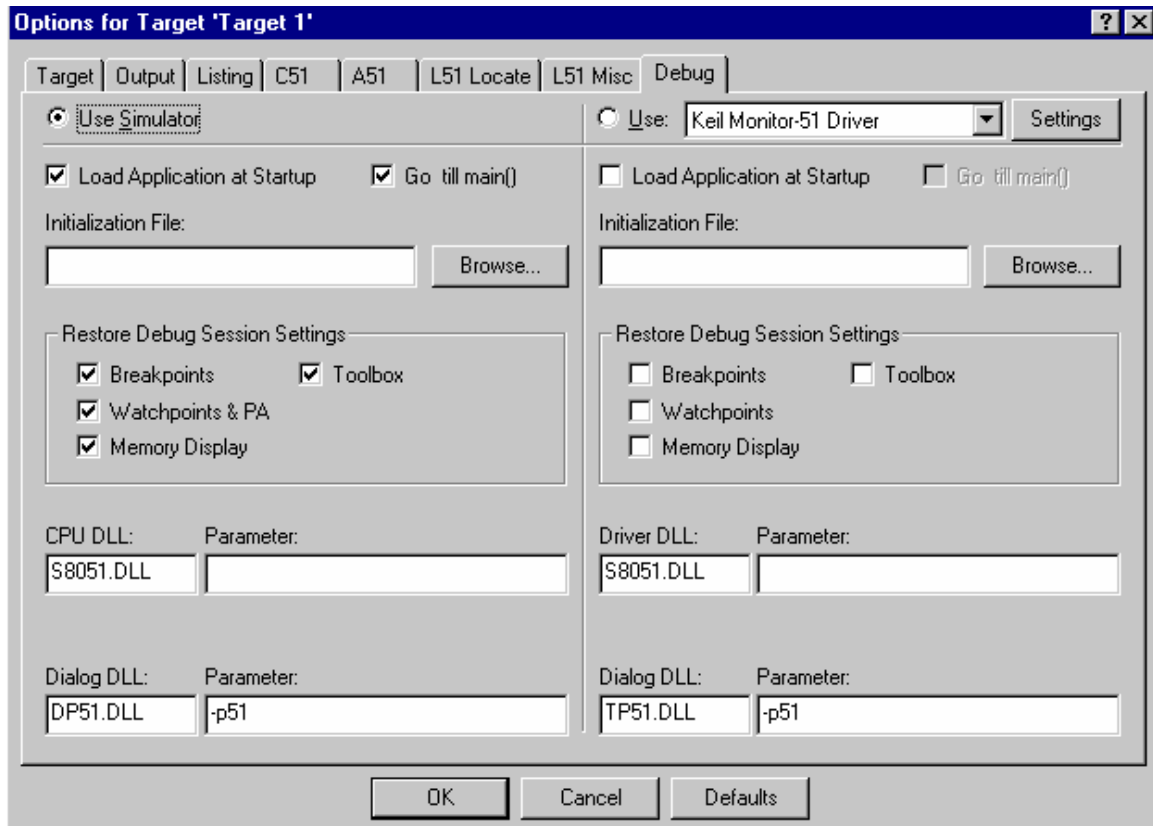 Options for Target 'Target 1'
Target Output Listing C51 A51 L51 Locate L51 Misc Debug
Use Simulator Use: Keil Monitor-51 Driver Settings
Load Application at Startup Go till main() Load Application at Startup Go till main()
Initialization File: Initialization File:
Browse... Browse...
Restore Debug Session Settings Restore Debug Session Settings
Breakpoints Toolbox Breakpoints Toolbox
Watchpoints & PA Watchpoints
Memory Display Memory Display
CPU DLL: Parameter: Driver DLL: Parameter:
S8051.DLL S8051.DLL
Dialog DLL: Parameter: Dialog DLL: Parameter:
DP51.DLL -p51 TP51.DLL -p51
OK Cancel Defaults